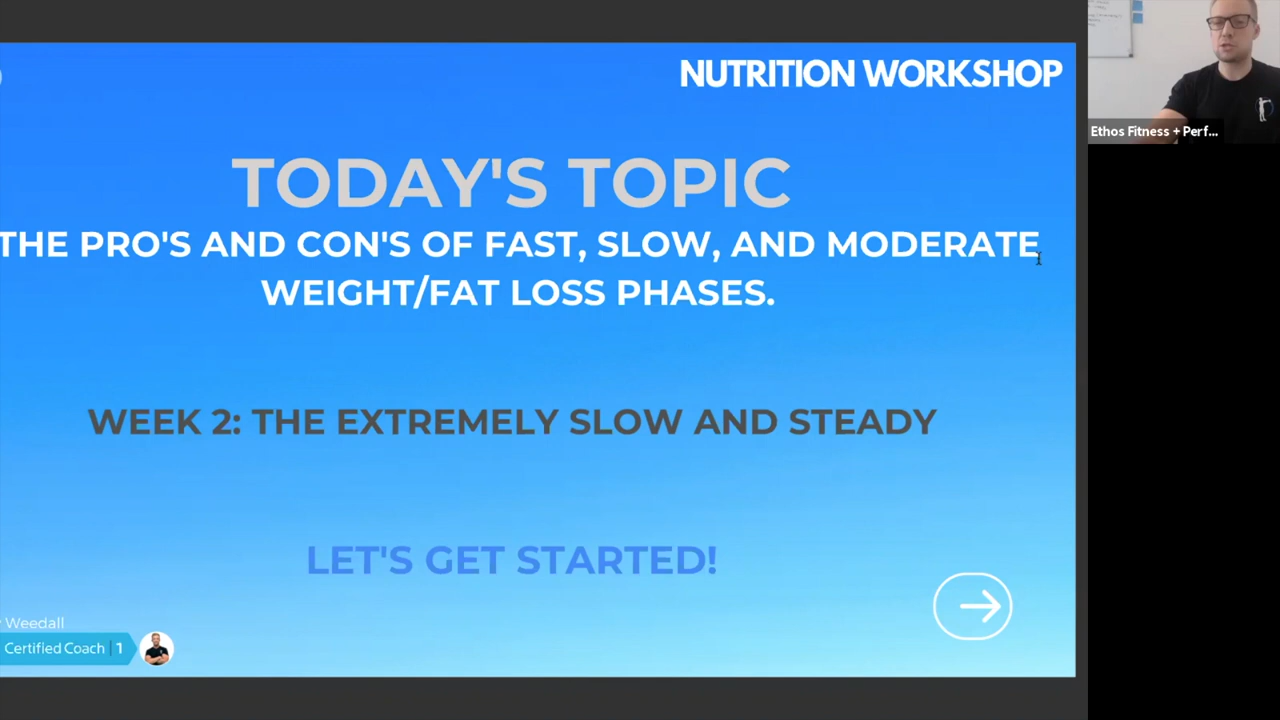 NUTRITION WORKSHOP
TODAY'S TOPIC
THE PRO'S AND CON'S OF FAST, SLOW, AND MODERATE
WEIGHT/FAT LOSS PHASES.
WEEK 2: THE EXTREMELY SLOW AND STEADY
LET'S GET STARTED!
Weedall
Certified Coach | 1
Ethos Fitness + Perf...